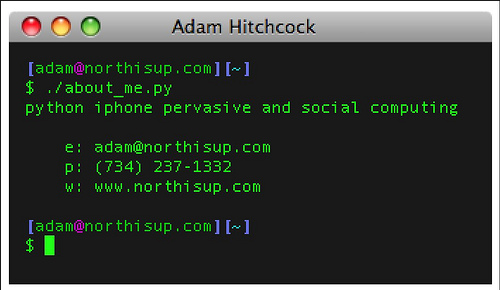 Adam Hitchcock
[adam@northisup.com][~]
$ ./about_me.py
python iphone pervasive and social computing
e: adam@northisup.com
p: (734) 237-1332
w: www.northisup.com
[adam@northisup.com][~]
$